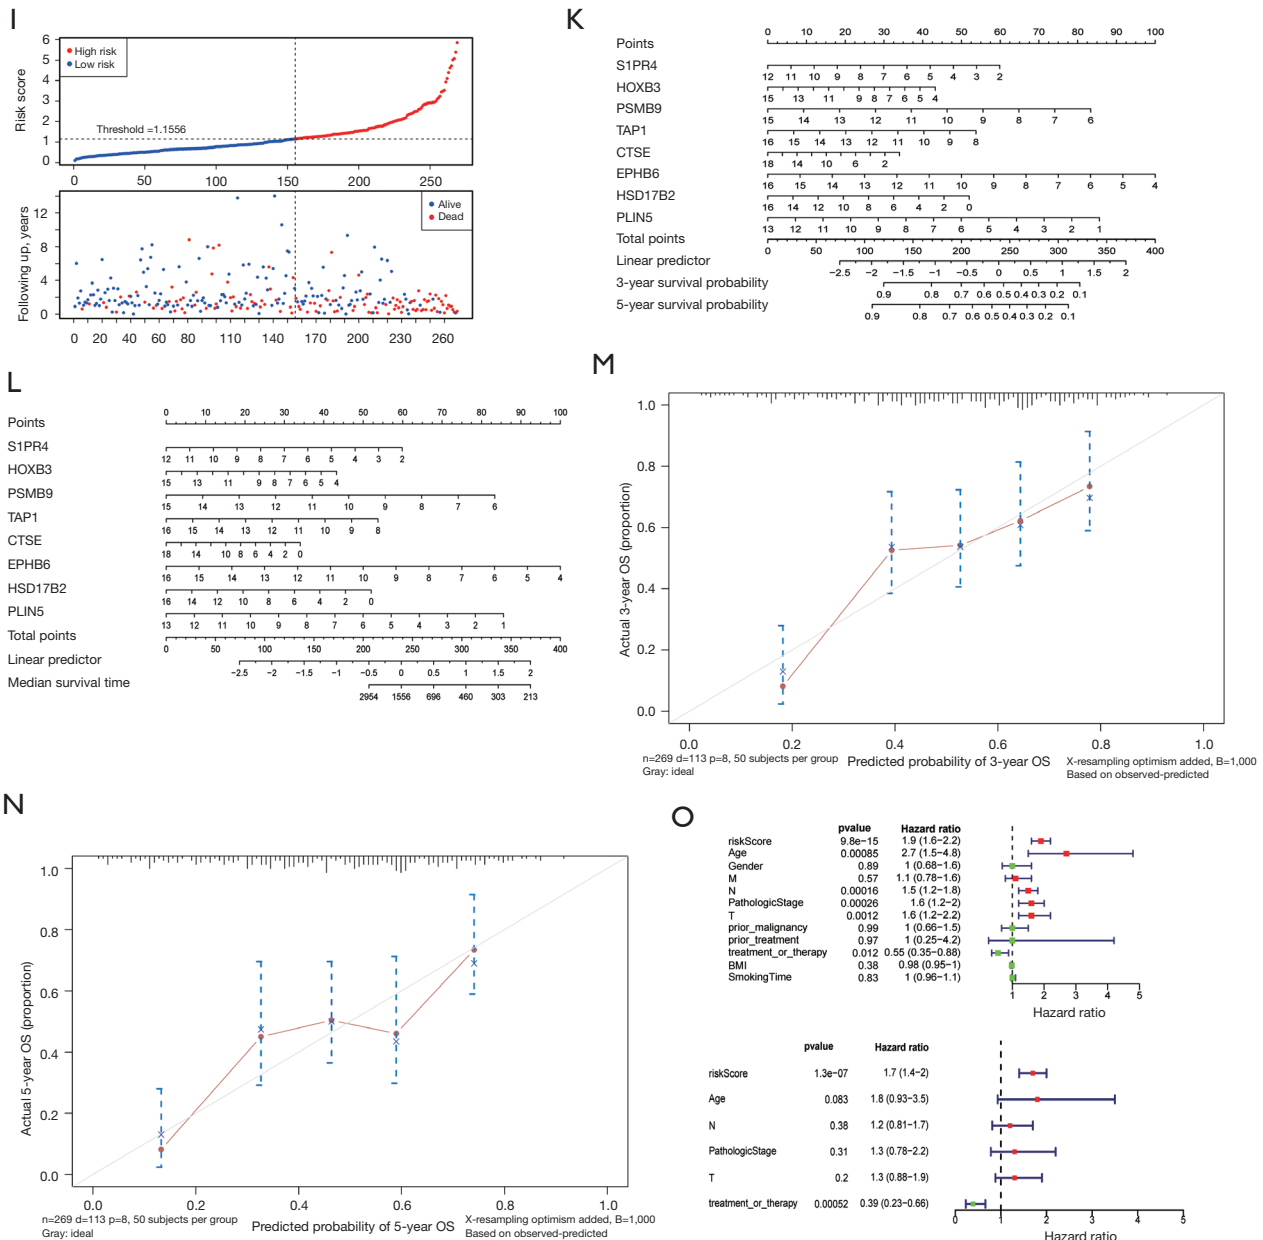 I
Risk score
6
5
4
3
2
1
0
High risk
Low risk
Threshold =1.1556
0 50 100 150 200 250
Following up, years
12
8
4
0
Alive
Dead
0 20 40 60 80 110 140 170 200 230 260
K
Points
0 10 20 30 40 50 60 70 80 90 100
S1PR4
12 11 10 9 8 7 6 5 4 3 2
HOXB3
15 13 11 9 8 7 6 5 4
PSMB9
15 14 13 12 11 10 9 8 7 6
TAP1
16 15 14 13 12 11 10 9 8
CTSE
18 14 10 6 2
EPHB6
16 15 14 13 12 11 10 9 8 7 6 5 4
HSD17B2
16 14 12 10 8 6 4 2 0
PLIN5
13 12 11 10 9 8 7 6 5 4 3 2 1
Total points
0 50 100 150 200 250 300 350 400
Linear predictor
−2.5 −2 −1.5 −1 −0.5 0 0.5 1 1.5 2
3-year survival probability
0.9 0.8 0.7 0.6 0.5 0.4 0.3 0.2 0.1
5-year survival probability
0.9 0.8 0.7 0.6 0.5 0.4 0.3 0.2 0.1
L
Points
0 10 20 30 40 50 60 70 80 90 100
S1PR4
12 11 10 9 8 7 6 5 4 3 2
HOXB3
15 13 11 9 8 7 6 5 4
PSMB9
15 14 13 12 11 10 9 8 7 6
TAP1
16 15 14 13 12 11 10 9 8
CTSE
18 14 10 8 6 4 2 0
EPHB6
16 15 14 13 12 11 10 9 8 7 6 5 4
HSD17B2
16 14 12 10 8 6 4 2 0
PLIN5
13 12 11 10 9 8 7 6 5 4 3 2 1
Total points
0 50 100 150 200 250 300 350 400
Linear predictor
−2.5 −2 −1.5 −1 −0.5 0 0.5 1 1.5 2
Median survival time
2954 1556 696 460 303 213
M
Actual 3-year OS (proportion)
1.0
0.8
0.6
0.4
0.2
0.0
0.0 0.2 0.4 0.6 0.8 1.0
n=269 d=113 p=8, 50 subjects per group
Gray: ideal
Predicted probability of 3-year OS
X-resampling optimism added, B=1,000
Based on observed-predicted
N
Actual 5-year OS (proportion)
1.0
0.8
0.6
0.4
0.2
0.0
0.0 0.2 0.4 0.6 0.8 1.0
n=269 d=113 p=8, 50 subjects per group
Gray: ideal
Predicted probability of 5-year OS
X-resampling optimism added, B=1,000
Based on observed-predicted
O
pvalue Hazard ratio
riskScore 9.8e−15 1.9 (1.6−2.2)
Age 0.00085 2.7 (1.5−4.8)
Gender 0.89 1 (0.68−1.6)
M 0.57 1.1 (0.78−1.6)
N 0.00016 1.5 (1.2−1.8)
PathologicStage 0.00026 1.6 (1.2−2)
T 0.0012 1.6 (1.2−2.2)
prior_malignancy 0.99 1 (0.66−1.5)
prior_treatment 0.97 1 (0.25−4.2)
treatment_or_therapy 0.012 0.55 (0.35−0.88)
BMI 0.38 0.98 (0.95−1)
SmokingTime 0.83 1 (0.96−1.1)
1 2 3 4 5
Hazard ratio
pvalue Hazard ratio
riskScore 1.3e−07 1.7 (1.4−2)
Age 0.083 1.8 (0.93−3.5)
N 0.38 1.2 (0.81−1.7)
PathologicStage 0.31 1.3 (0.78−2.2)
T 0.2 1.3 (0.88−1.9)
treatment_or_therapy 0.00052 0.39 (0.23−0.66)
0 1 2 3 4 5
Hazard ratio